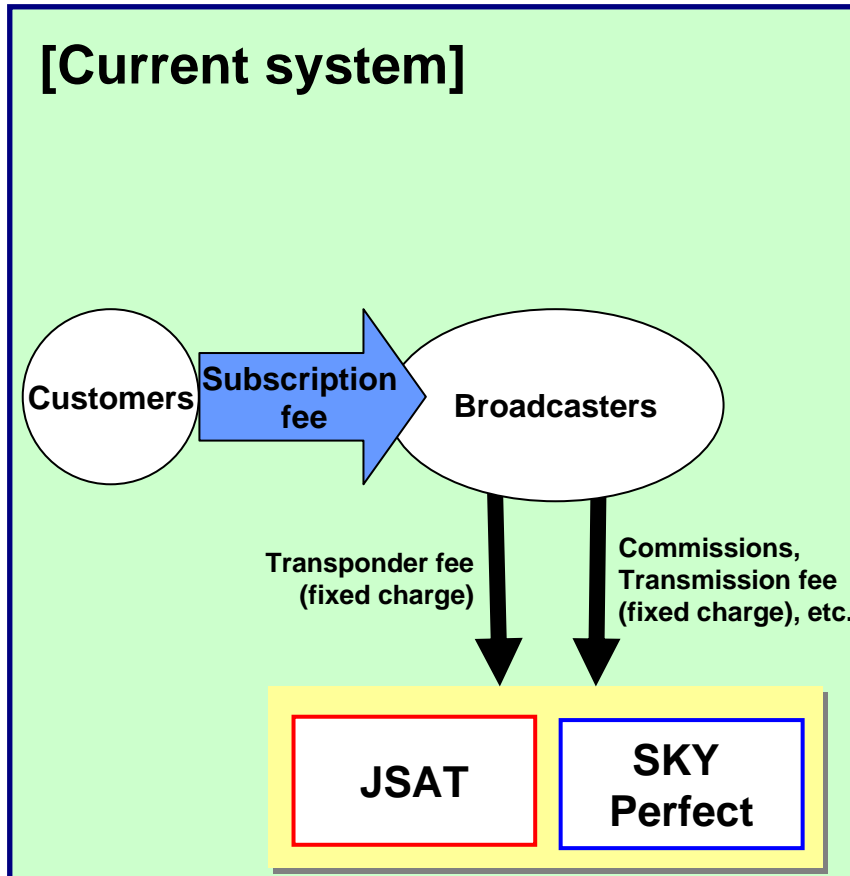 [Current system]
Customers
Subscription
fee
Broadcasters
Transponder fee
(fixed charge)
Commissions,
Transmission fee
(fixed charge), etc.
JSAT
SKY
Perfect